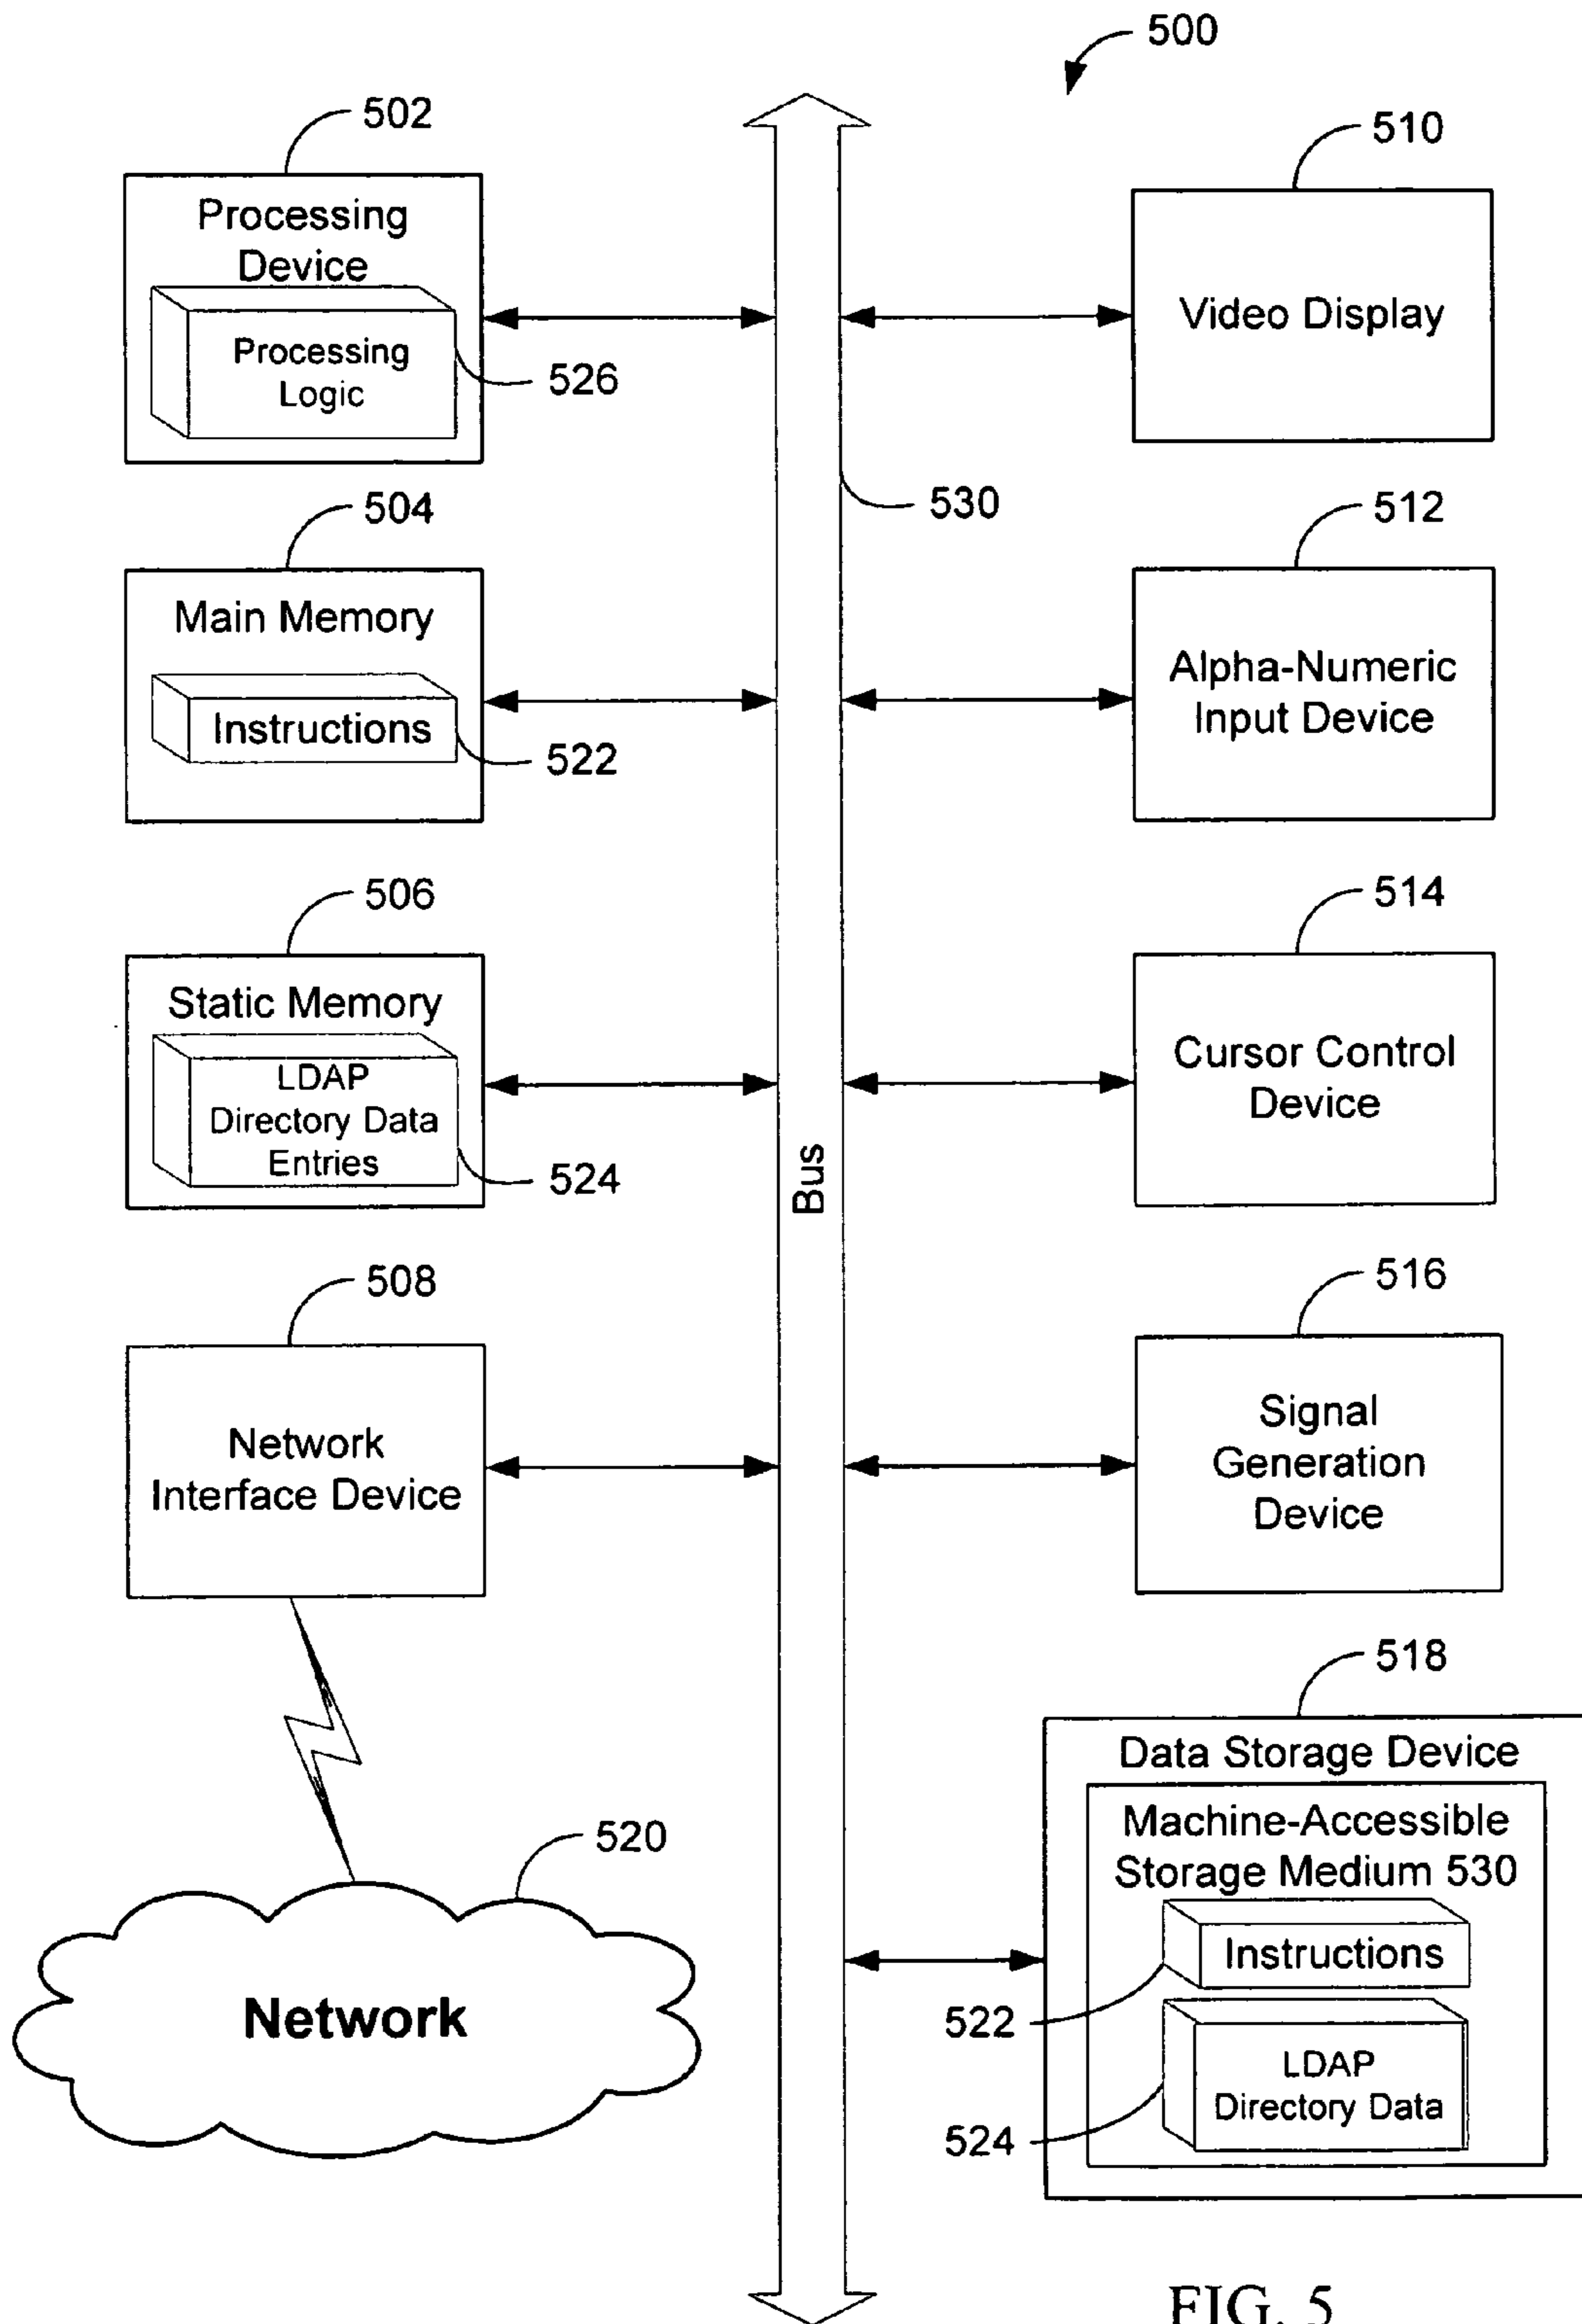 500
502
Processing
Device
Processing
Logic
526
504
Main Memory
Instructions
522
506
Static Memory
LDAP
Directory Data
Entries
524
508
Network
Interface Device
520
Network
Bus
530
510
Video Display
512
Alpha-Numeric
Input Device
514
Cursor Control
Device
516
Signal
Generation
Device
518
Data Storage Device
Machine-Accessible
Storage Medium 530
Instructions
522
LDAP
Directory Data
524
FIG. 5